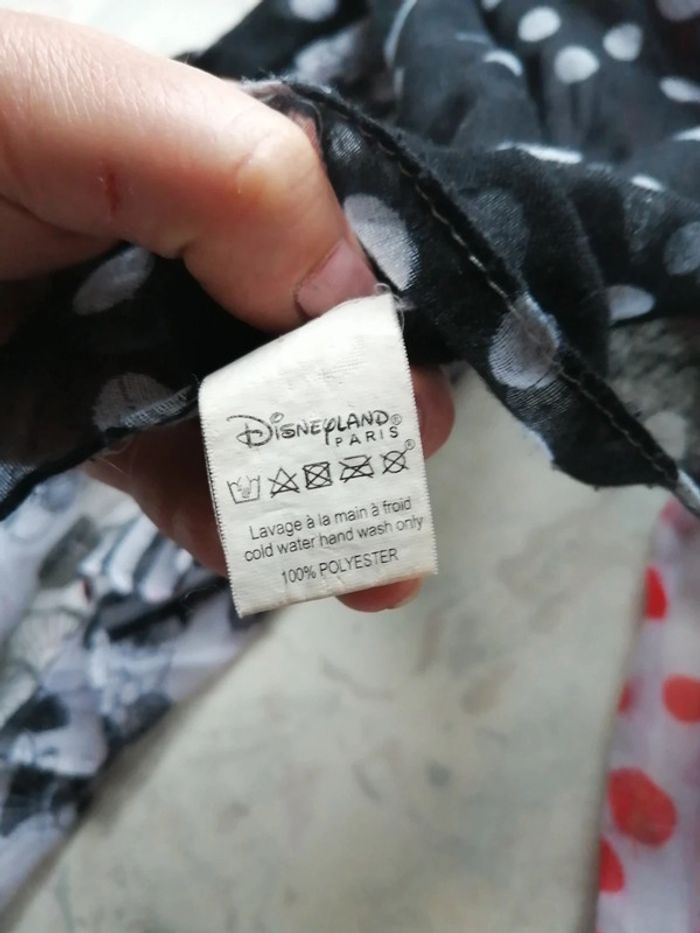 Disneyland®
PARIS
Lavage à la main à froid
cold water hand wash only
100% POLYESTER